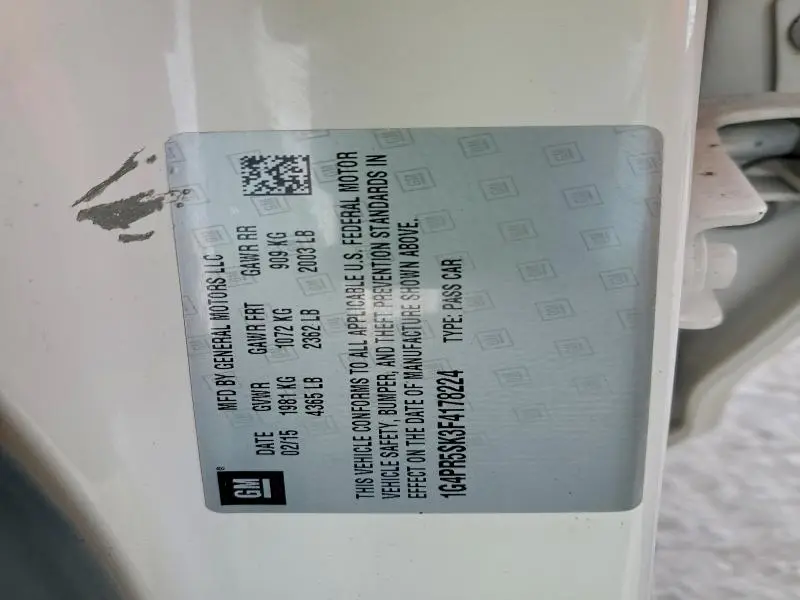 GM
MFD BY GENERAL MOTORS LLC
DATE GVWR GAWR FRT GAWR RR
02/15 1981 KG 1072 KG 909 KG
4365 LB 2362 LB 2003 LB
THIS VEHICLE CONFORMS TO ALL APPLICABLE U.S. FEDERAL MOTOR
VEHICLE SAFETY, BUMPER, AND THEFT PREVENTION STANDARDS IN
EFFECT ON THE DATE OF MANUFACTURE SHOWN ABOVE.
1G4PR5SK3F4178224 TYPE: PASS CAR